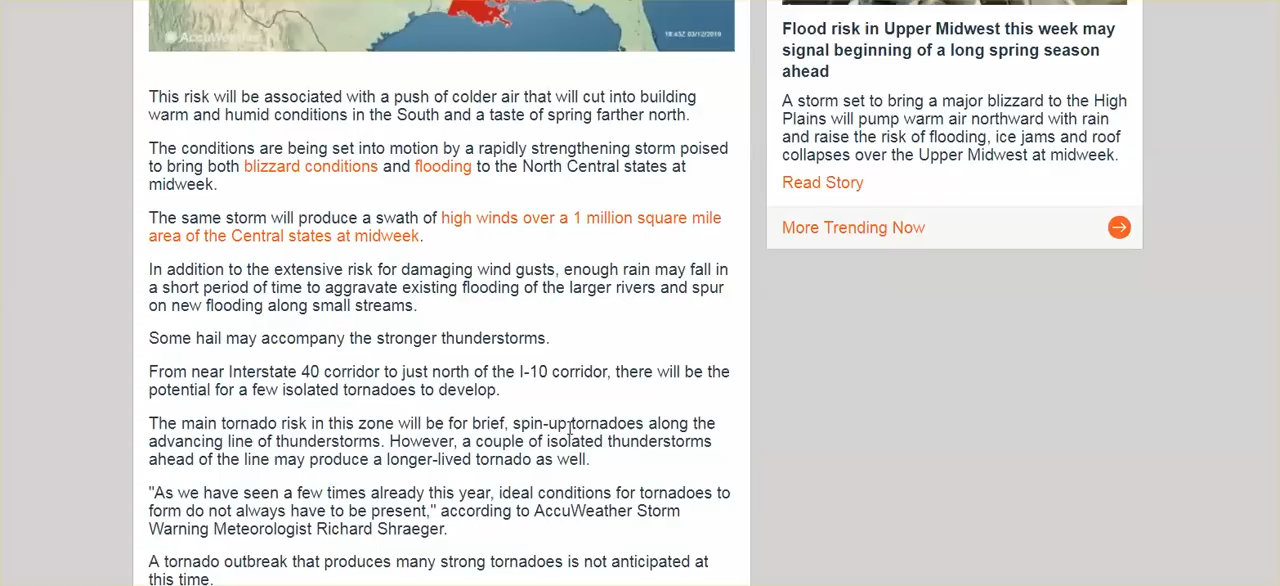 AccuWeather
18:45Z 03/12/2019
This risk will be associated with a push of colder air that will cut into building
warm and humid conditions in the South and a taste of spring farther north.
The conditions are being set into motion by a rapidly strengthening storm poised
to bring both blizzard conditions and flooding to the North Central states at
midweek.
The same storm will produce a swath of high winds over a 1 million square mile
area of the Central states at midweek.
In addition to the extensive risk for damaging wind gusts, enough rain may fall in
a short period of time to aggravate existing flooding of the larger rivers and spur
on new flooding along small streams.
Some hail may accompany the stronger thunderstorms.
From near Interstate 40 corridor to just north of the I-10 corridor, there will be the
potential for a few isolated tornadoes to develop.
The main tornado risk in this zone will be for brief, spin-up tornadoes along the
advancing line of thunderstorms. However, a couple of isolated thunderstorms
ahead of the line may produce a longer-lived tornado as well.
"As we have seen a few times already this year, ideal conditions for tornadoes to
form do not always have to be present," according to AccuWeather Storm
Warning Meteorologist Richard Shraeger.
A tornado outbreak that produces many strong tornadoes is not anticipated at
this time.
Flood risk in Upper Midwest this week may
signal beginning of a long spring season
ahead
A storm set to bring a major blizzard to the High
Plains will pump warm air northward with rain
and raise the risk of flooding, ice jams and roof
collapses over the Upper Midwest at midweek.
Read Story
More Trending Now